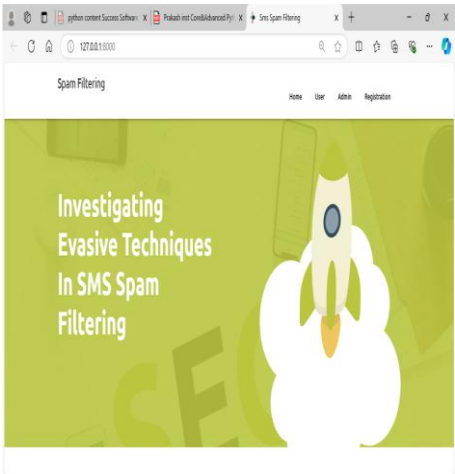 python content Success Software
Prakash inst Core&Advanced Pyt
Sms Spam Filtering
127.0.0.1:8000
Spam Filtering
Home User Admin Registration
Investigating
Evasive Techniques
In SMS Spam
Filtering
SEO